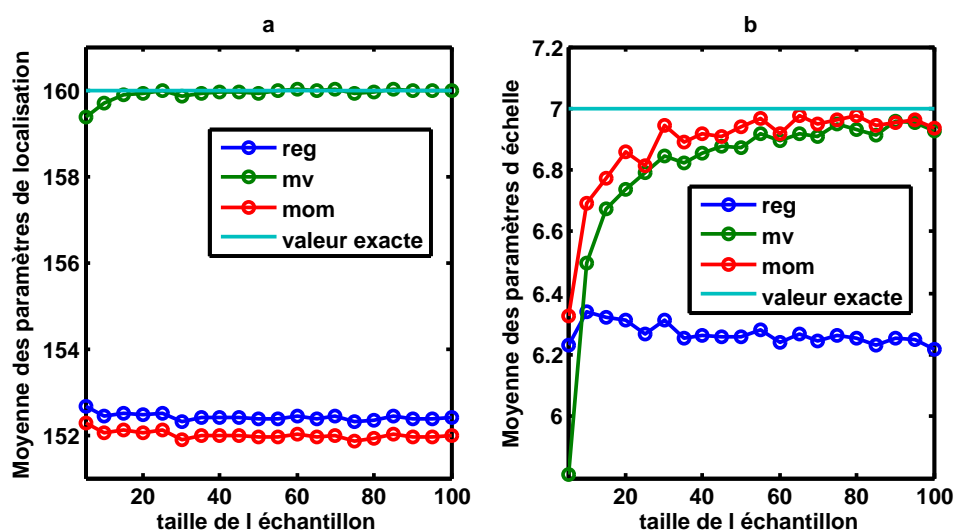 a
Moyenne des paramètres de localisation
160
158
156
154
152
reg
mv
mom
valeur exacte
20
40
60
80
100
taille de l échantillon
b
Moyenne des paramètres d échelle
7.2
7
6.8
6.6
6.4
6.2
6
reg
mv
mom
valeur exacte
20
40
60
80
100
taille de l échantillon